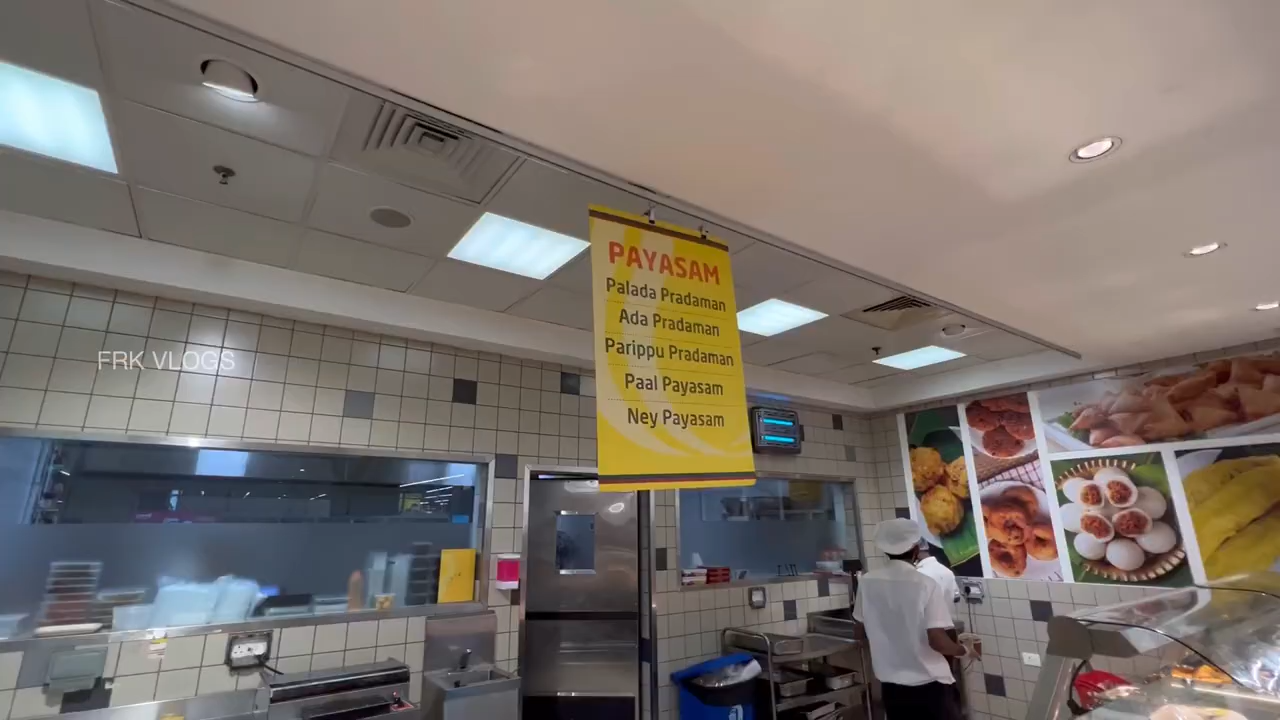 PAYASAM
Palada Pradaman
Ada Pradaman
Parippu Pradaman
Paal Payasam
Ney Payasam
FRK VLOGS